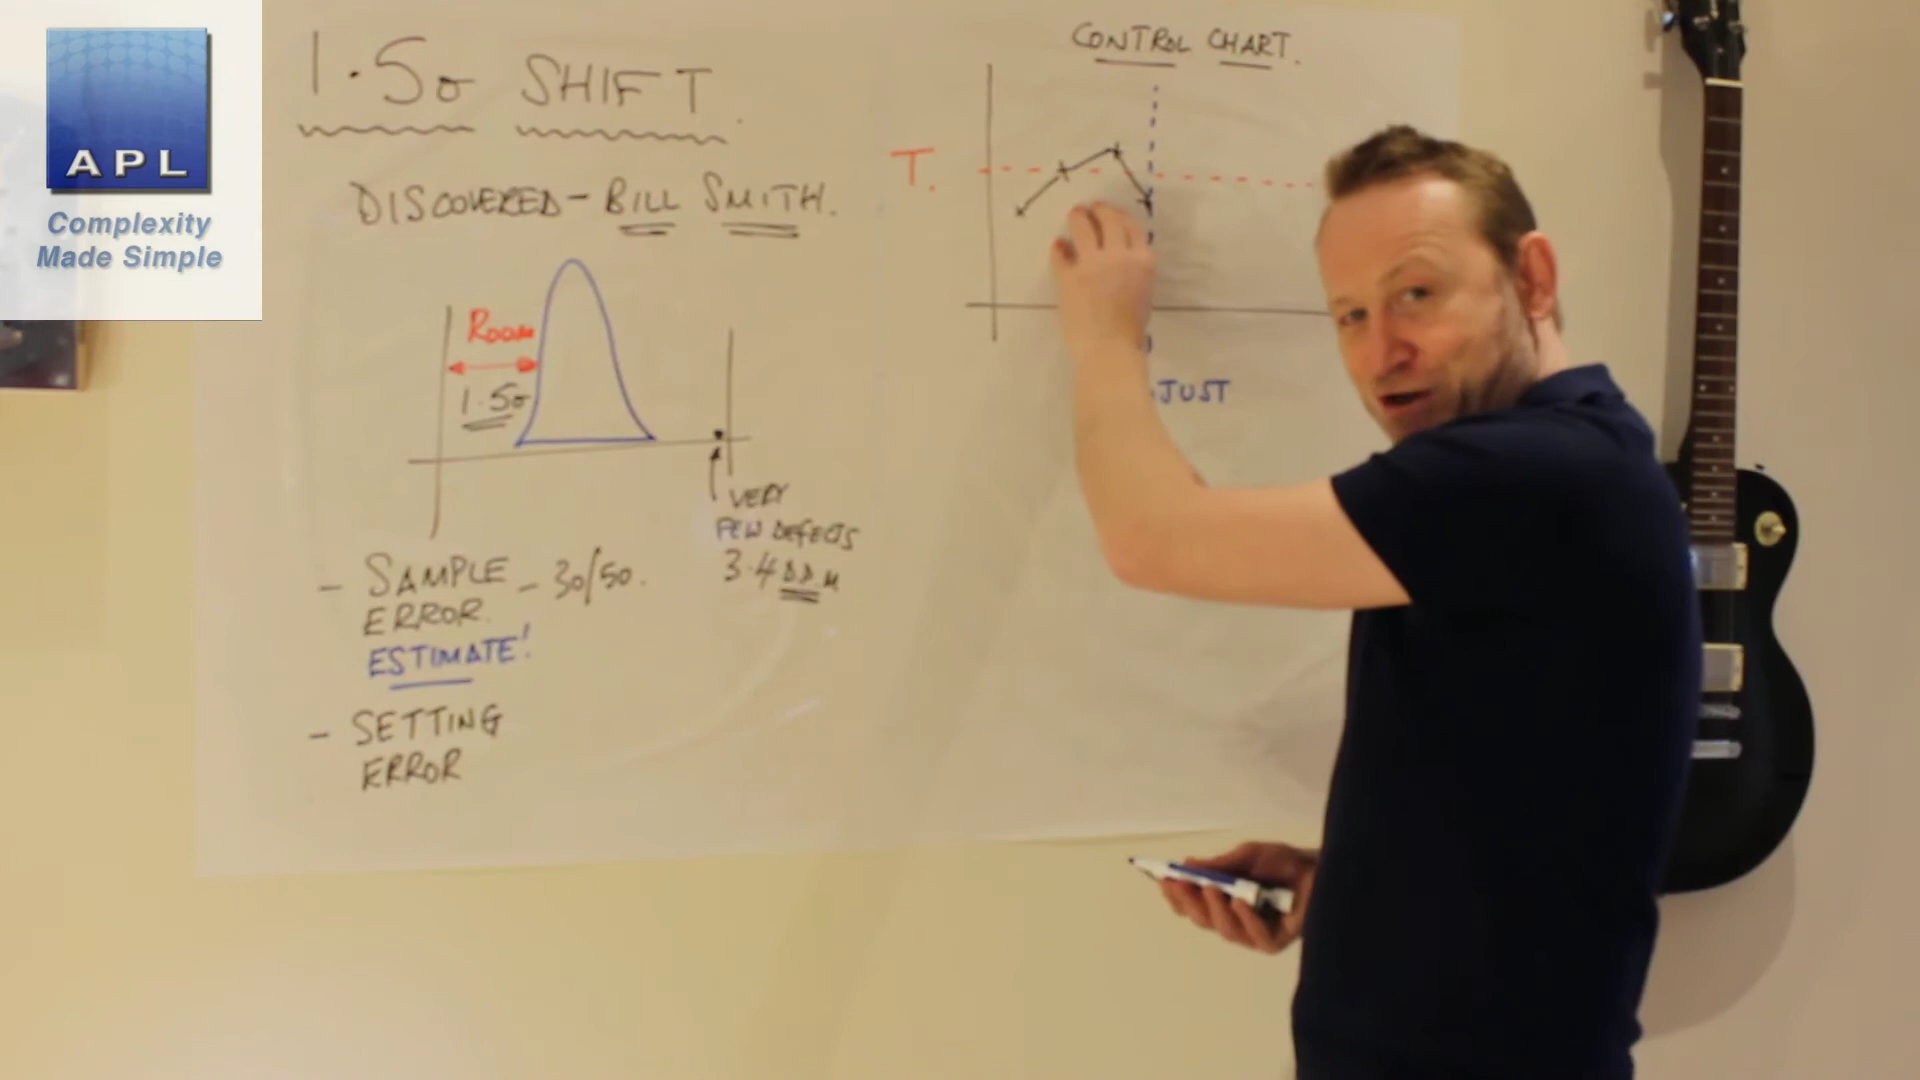 APL
Complexity
Made Simple
1.5σ SHIFT.
DISCOVERED - BILL SMITH.
ROOM
1.5σ
VERY
FEW DEFECTS
3.4
- SAMPLE - 30/50.
ERROR.
ESTIMATE!
- SETTING
ERROR
CONTROL CHART.
T.
JUST